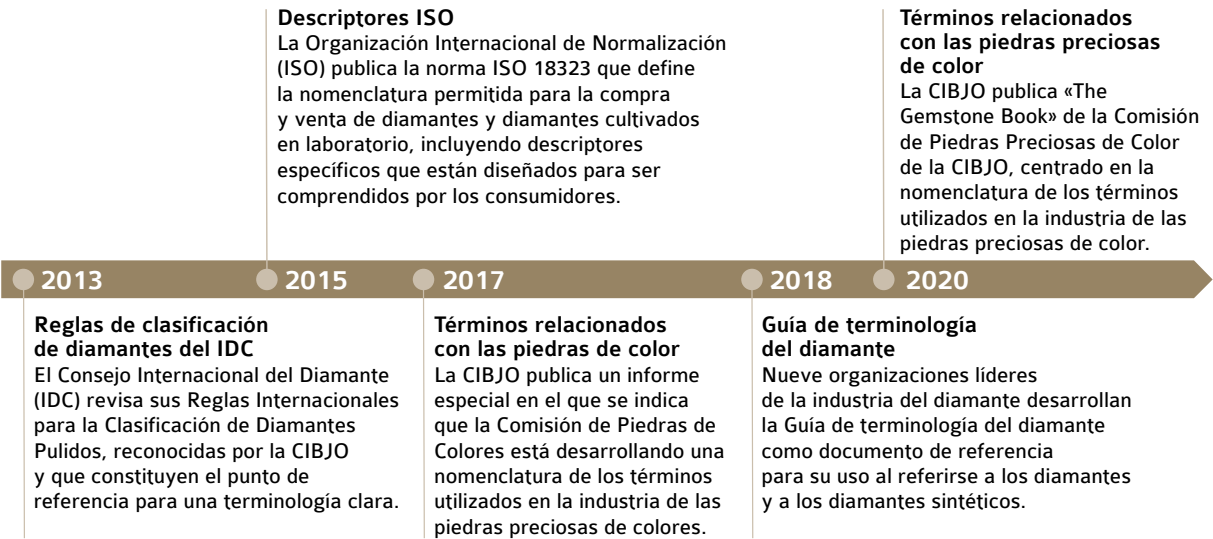 Descriptores ISO
La Organización Internacional de Normalización
(ISO) publica la norma ISO 18323 que define
la nomenclatura permitida para la compra
y venta de diamantes y diamantes cultivados
en laboratorio, incluyendo descriptores
específicos que están diseñados para ser
comprendidos por los consumidores.
Términos relacionados
con las piedras preciosas
de color
La CIBJO publica «The
Gemstone Book» de la Comisión
de Piedras Preciosas de Color
de la CIBJO, centrado en la
nomenclatura de los términos
utilizados en la industria de las
piedras preciosas de color.
2013
2015
2017
2018
2020
Reglas de clasificación
de diamantes del IDC
El Consejo Internacional del Diamante
(IDC) revisa sus Reglas Internacionales
para la Clasificación de Diamantes
Pulidos, reconocidas por la CIBJO
y que constituyen el punto de
referencia para una terminología clara.
Términos relacionados
con las piedras de color
La CIBJO publica un informe
especial en el que se indica
que la Comisión de Piedras de
Colores está desarrollando una
nomenclatura de los términos
utilizados en la industria de las
piedras preciosas de colores.
Guía de terminología
del diamante
Nueve organizaciones líderes
de la industria del diamante desarrollan
la Guía de terminología del diamante
como documento de referencia
para su uso al referirse a los diamantes
y a los diamantes sintéticos.